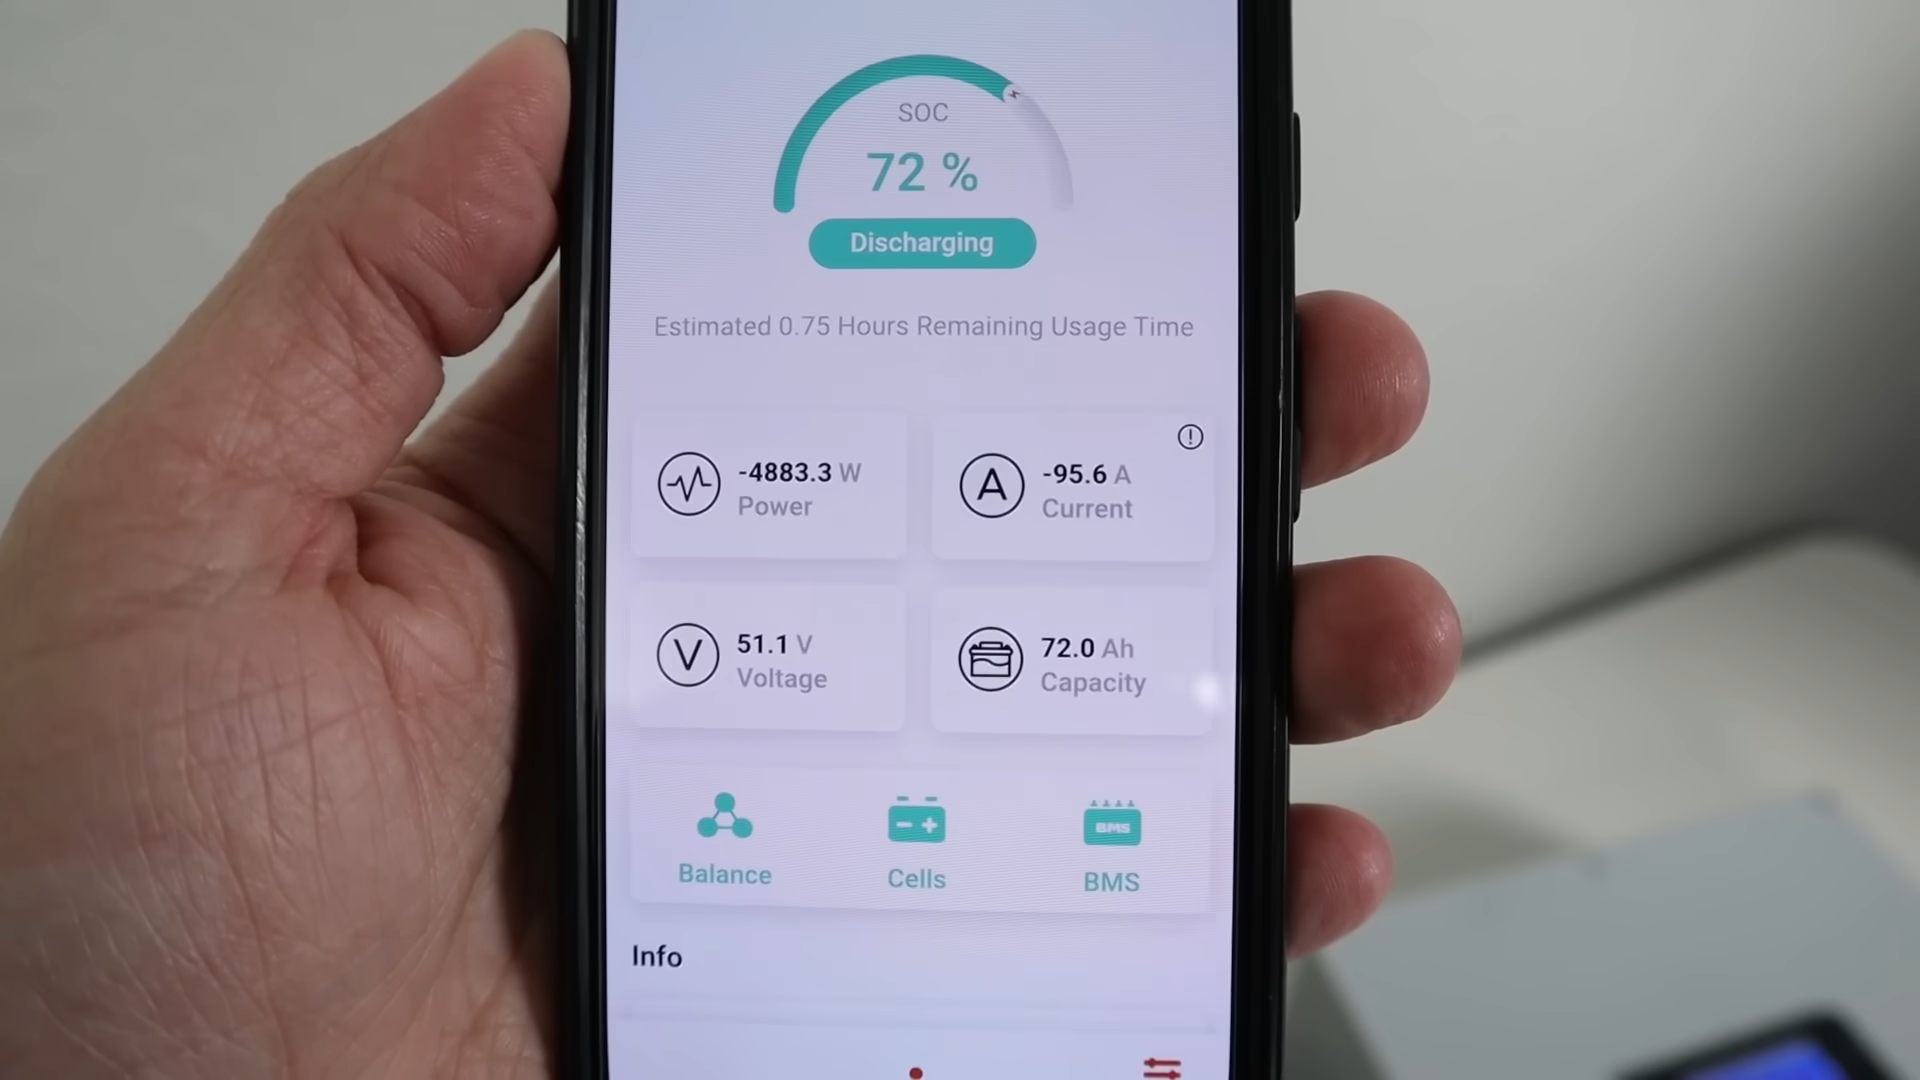 SOC
72 %
Discharging
Estimated 0.75 Hours Remaining Usage Time
-4883.3 W
Power
-95.6 A
Current
51.1 V
Voltage
72.0 Ah
Capacity
Balance
Cells
BMS
BMS
Info